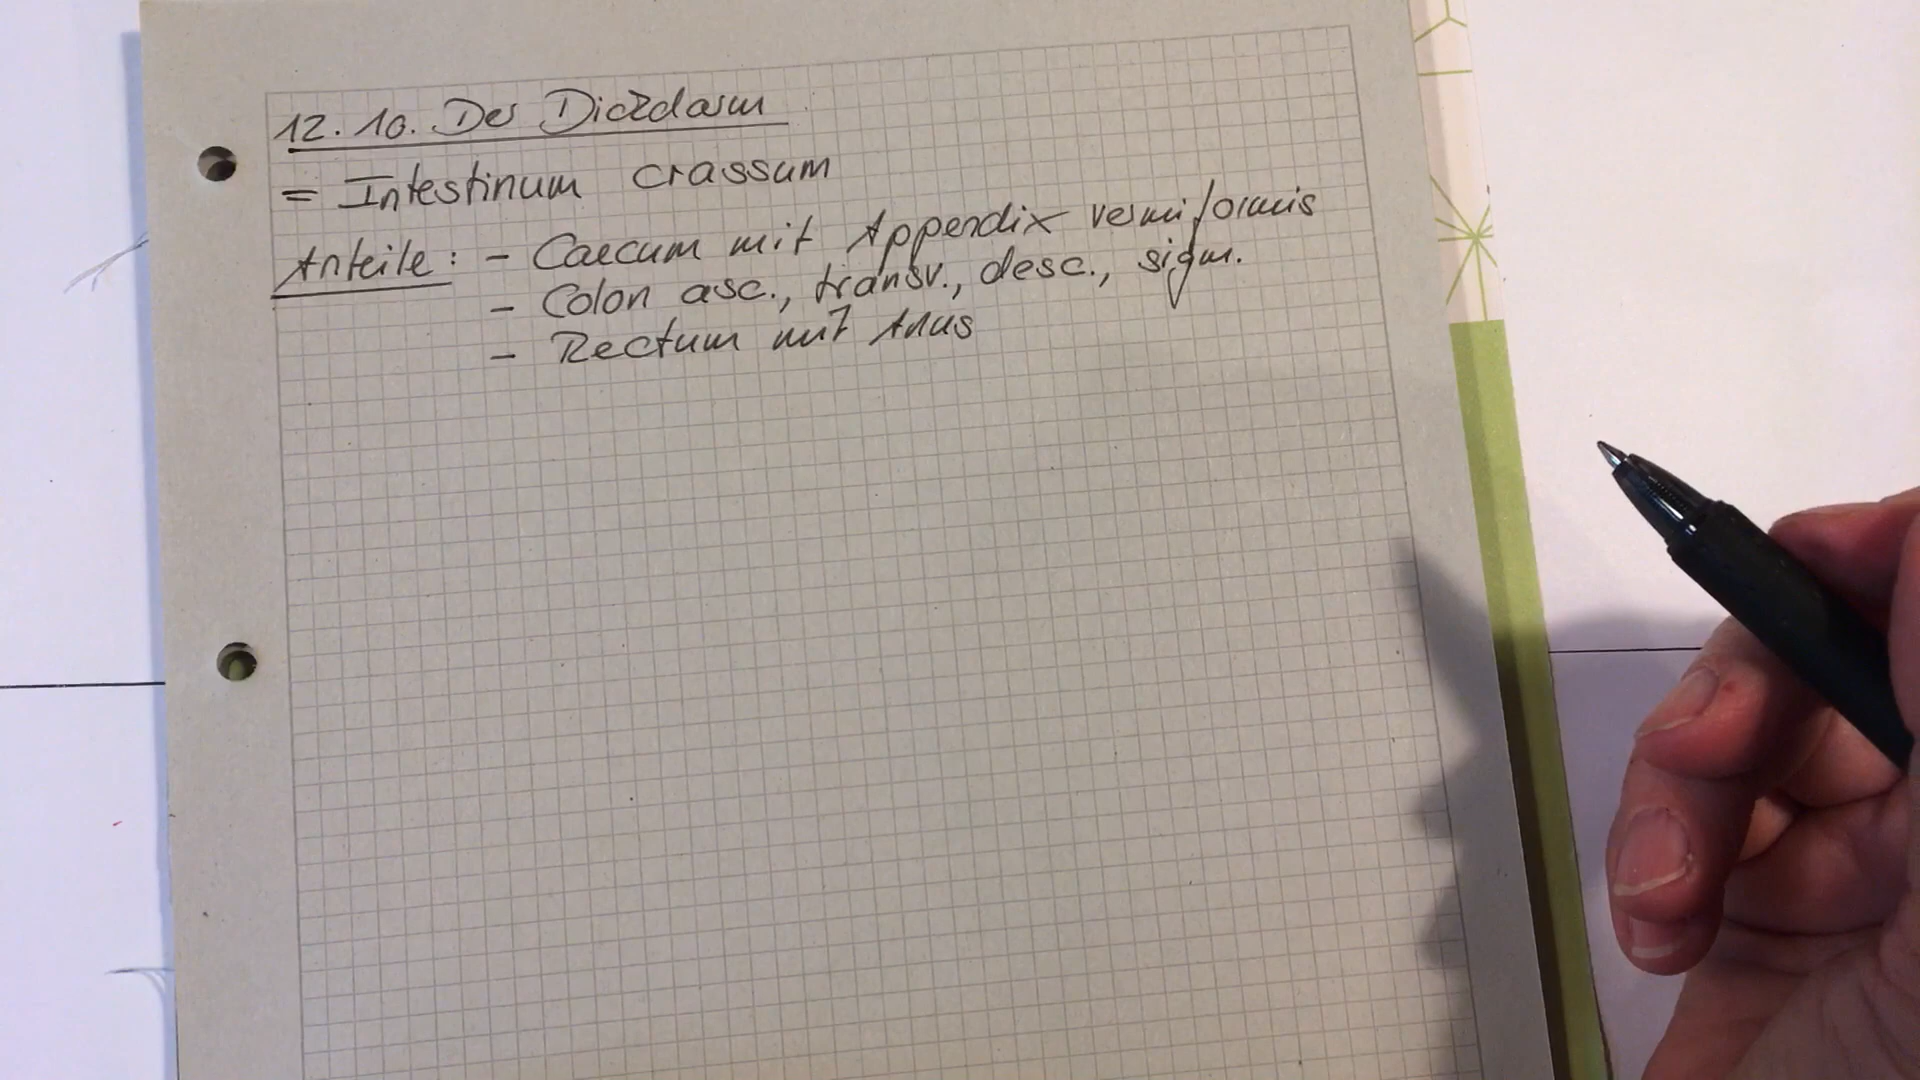 12.10. Der Dickdarm
= Intestinum crassum
Anteile: - Caecum mit Appendix vermiformis
- Colon asc., transv., desc., sigm.
- Rectum mit Anus